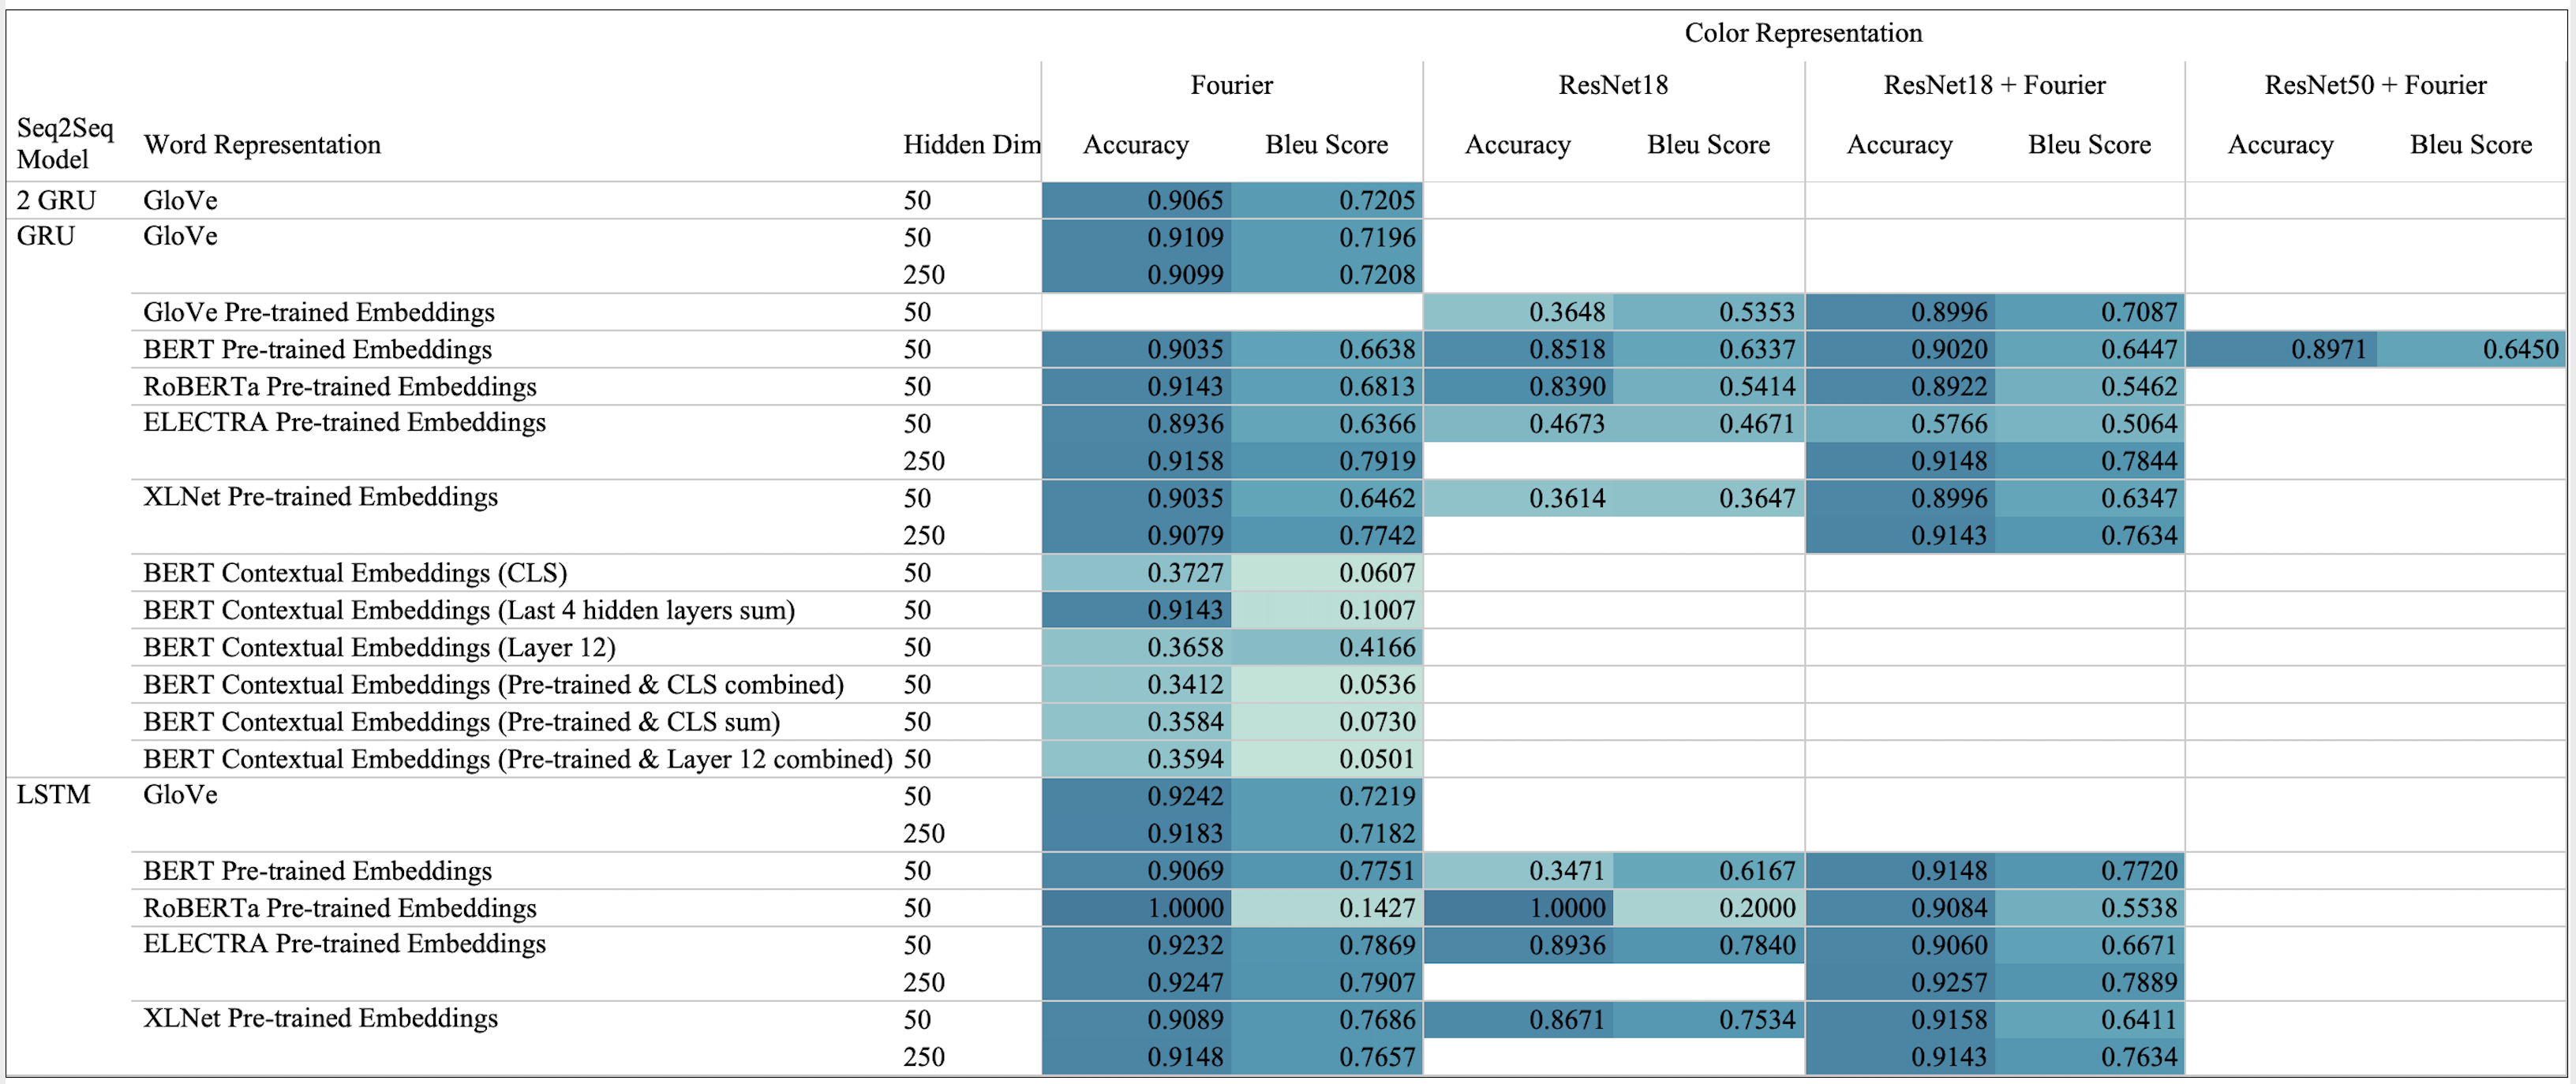 Color Representation
Fourier ResNet18 ResNet18 + Fourier ResNet50 + Fourier
Seq2Seq Model Word Representation Hidden Dim Accuracy Bleu Score Accuracy Bleu Score Accuracy Bleu Score Accuracy Bleu Score
2 GRU GloVe 50 0.9065 0.7205
GRU GloVe 50 0.9109 0.7196
250 0.9099 0.7208
GloVe Pre-trained Embeddings 50 0.3648 0.5353 0.8996 0.7087
BERT Pre-trained Embeddings 50 0.9035 0.6638 0.8518 0.6337 0.9020 0.6447 0.8971 0.6450
RoBERTa Pre-trained Embeddings 50 0.9143 0.6813 0.8390 0.5414 0.8922 0.5462
ELECTRA Pre-trained Embeddings 50 0.8936 0.6366 0.4673 0.4671 0.5766 0.5064
250 0.9158 0.7919 0.9148 0.7844
XLNet Pre-trained Embeddings 50 0.9035 0.6462 0.3614 0.3647 0.8996 0.6347
250 0.9079 0.7742 0.9143 0.7634
BERT Contextual Embeddings (CLS) 50 0.3727 0.0607
BERT Contextual Embeddings (Last 4 hidden layers sum) 50 0.9143 0.1007
BERT Contextual Embeddings (Layer 12) 50 0.3658 0.4166
BERT Contextual Embeddings (Pre-trained & CLS combined) 50 0.3412 0.0536
BERT Contextual Embeddings (Pre-trained & CLS sum) 50 0.3584 0.0730
BERT Contextual Embeddings (Pre-trained & Layer 12 combined) 50 0.3594 0.0501
LSTM GloVe 50 0.9242 0.7219
250 0.9183 0.7182
BERT Pre-trained Embeddings 50 0.9069 0.7751 0.3471 0.6167 0.9148 0.7720
RoBERTa Pre-trained Embeddings 50 1.0000 0.1427 1.0000 0.2000 0.9084 0.5538
ELECTRA Pre-trained Embeddings 50 0.9232 0.7869 0.8936 0.7840 0.9060 0.6671
250 0.9247 0.7907 0.9257 0.7889
XLNet Pre-trained Embeddings 50 0.9089 0.7686 0.8671 0.7534 0.9158 0.6411
250 0.9148 0.7657 0.9143 0.7634